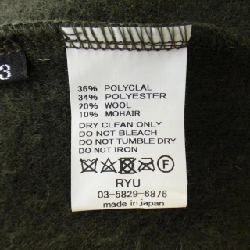 3
36% POLYCLAL
34% POLYESTER
20% WOOL
10% MOHAIR
DRY CLEAN ONLY
DO NOT BLEACH
DO NOT TUMBLE DRY
DO NOT IRON
F
RYU
03-5829-6876
made in japan